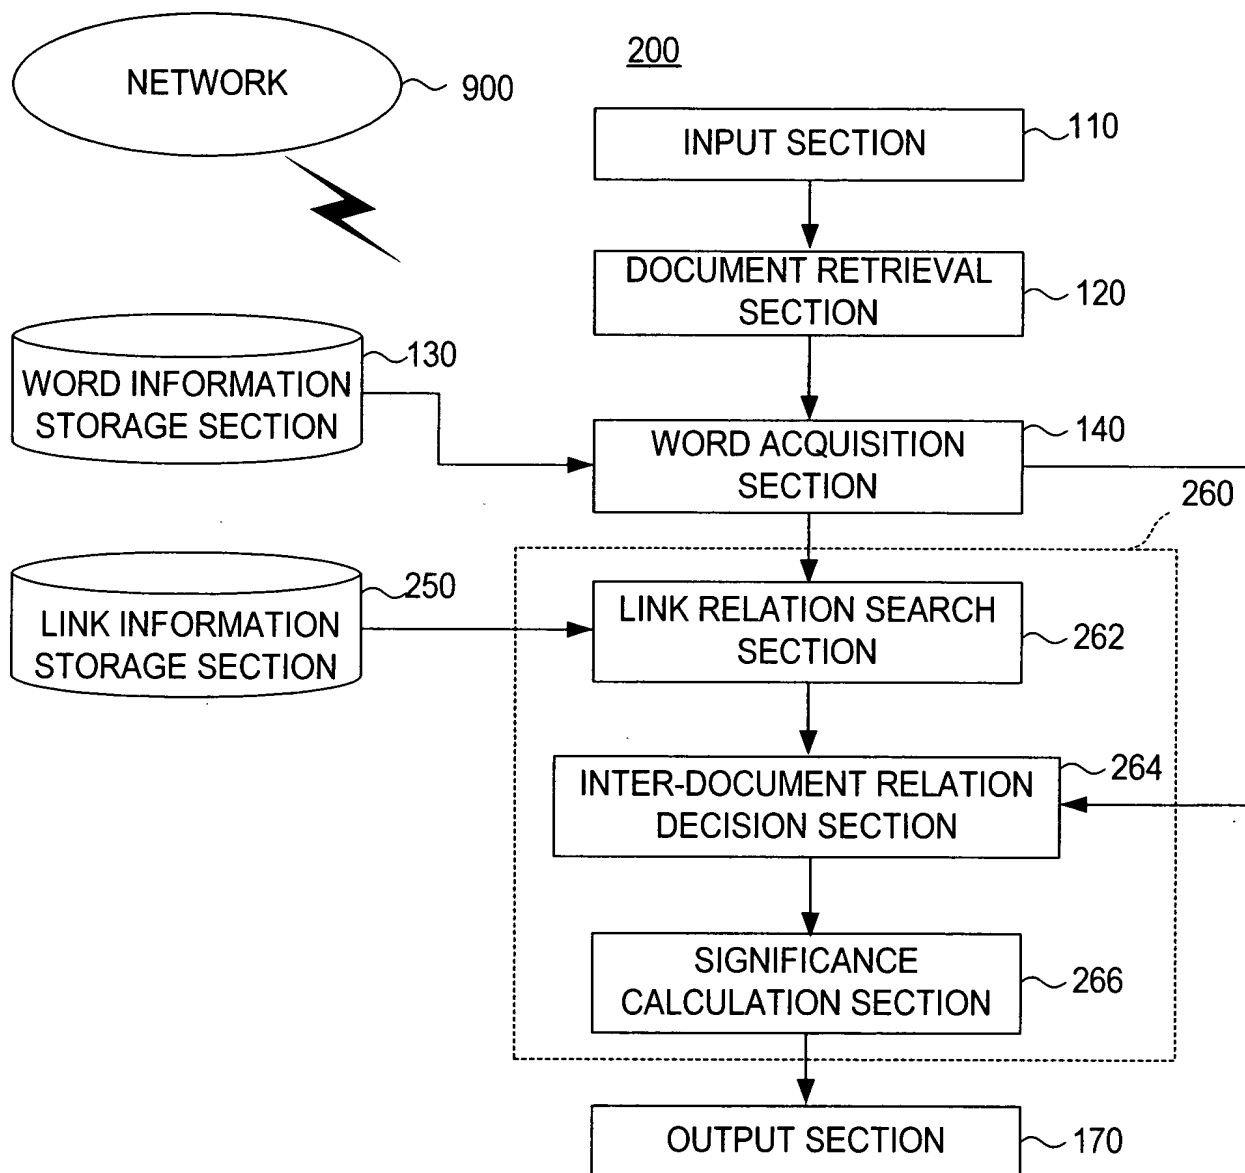 200
NETWORK
900
INPUT SECTION
110
DOCUMENT RETRIEVAL
SECTION
120
WORD INFORMATION
STORAGE SECTION
130
WORD ACQUISITION
SECTION
140
260
LINK INFORMATION
STORAGE SECTION
250
LINK RELATION SEARCH
SECTION
262
INTER-DOCUMENT RELATION
DECISION SECTION
264
SIGNIFICANCE
CALCULATION SECTION
266
OUTPUT SECTION
170